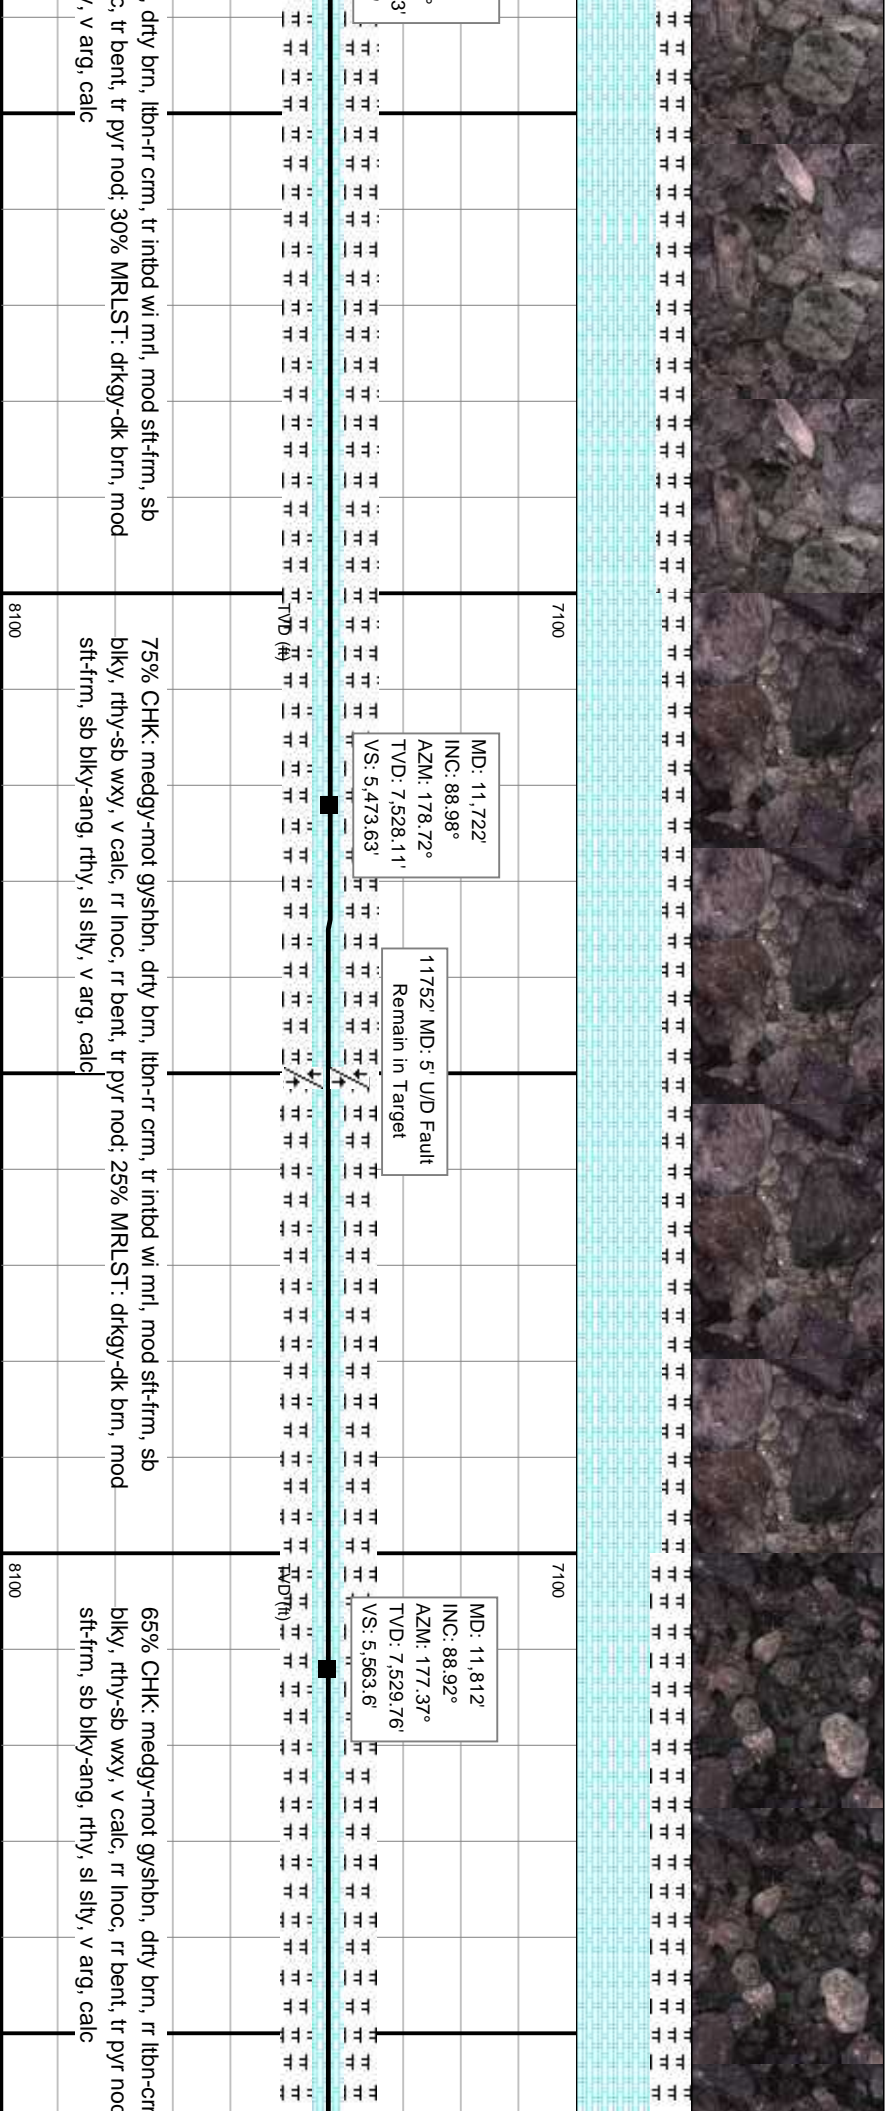 3'
, drty brn, ltbn-rr crm, tr intbd wi mrl, mod sft-frm, sb
c, tr bent, tr pyr nod; 30% MRLST: drkgy-dk brn, mod
, v arg, calc
7100
TVD (ft)
8100
MD: 11,722'
INC: 88.98°
AZM: 178.72°
TVD: 7,528.11'
VS: 5,473.63'
11752' MD: 5' U/D Fault
Remain in Target
75% CHK: medgy-mot gyshbn, drty brn, ltbn-rr crm, tr intbd wi mrl, mod sft-frm, sb
blky, rthy-sb wxy, v calc, rr Inoc, rr bent, tr pyr nod; 25% MRLST: drkgy-dk brn, mod
sft-frm, sb blky-ang, rthy, sl slty, v arg, calc
7100
TVD (ft)
8100
MD: 11,812'
INC: 88.92°
AZM: 177.37°
TVD: 7,529.76'
VS: 5,563.6'
65% CHK: medgy-mot gyshbn, drty brn, rr ltbn-crm
blky, rthy-sb wxy, v calc, rr Inoc, rr bent, tr pyr nod
sft-frm, sb blky-ang, rthy, sl slty, v arg, calc